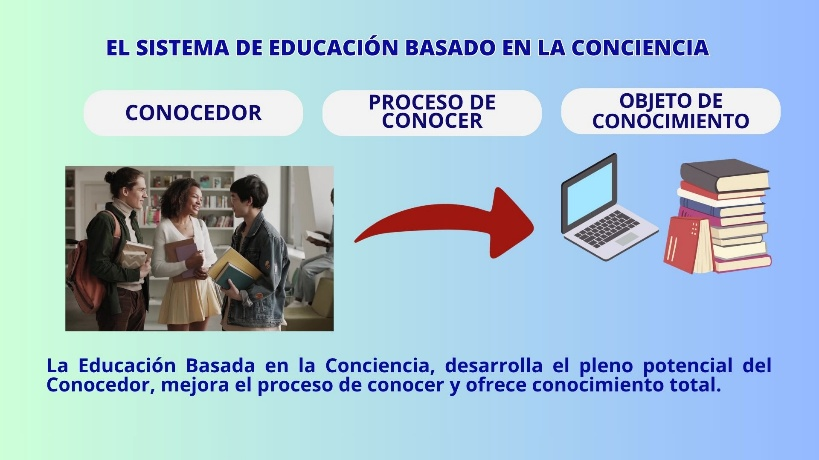 EL SISTEMA DE EDUCACIÓN BASADO EN LA CONCIENCIA
CONOCEDOR
PROCESO DE
CONOCER
OBJETO DE
CONOCIMIENTO
La Educación Basada en la Conciencia, desarrolla el pleno potencial del
Conocedor, mejora el proceso de conocer y ofrece conocimiento total.